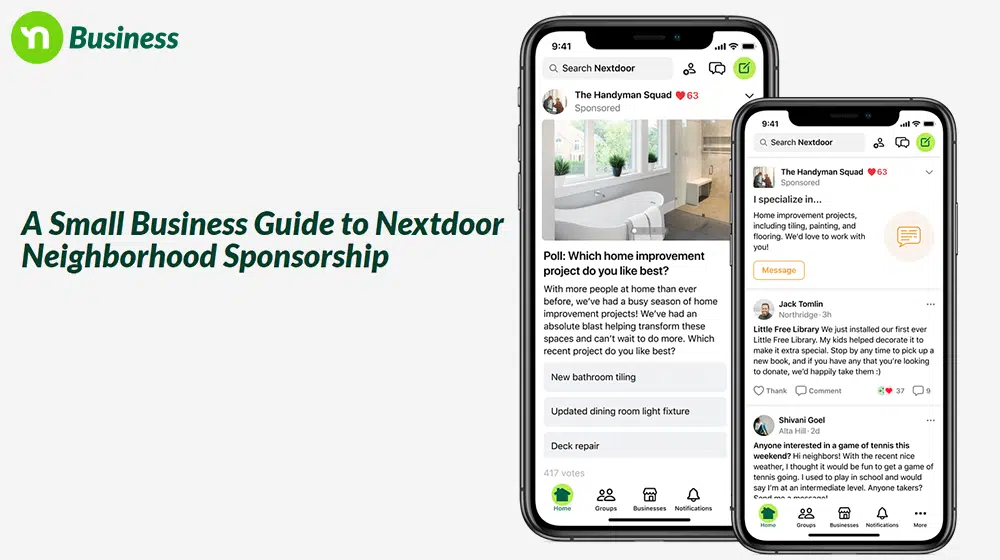 n Business
A Small Business Guide to Nextdoor
Neighborhood Sponsorship
9:41
Search Nextdoor
The Handyman Squad 63
Sponsored
Poll: Which home improvement
project do you like best?
With more people at home than ever
before, we've had a busy season of home
improvement projects! We've had an
absolute blast helping transform these
spaces and can't wait to do more. Which
recent project do you like best?
New bathroom tiling
Updated dining room light fixture
Deck repair
417 votes
Home Groups Businesses Notifications
9:41
Search Nextdoor
The Handyman Squad 63
Sponsored
I specialize in...
Home improvement projects,
including tiling, painting, and
flooring. We'd love to work with
you!
Message
Jack Tomlin
Northridge · 3h
Little Free Library We just installed our first ever
Little Free Library. My kids helped decorate it to
make it extra special. Stop by any time to pick up a
new book, and if you have any that you're looking
to donate, we'd happily take them :)
Thank Comment 37 9
Shivani Goel
Alta Hill · 2d
Anyone interested in a game of tennis this
weekend? Hi neighbors! With the recent nice
weather, I thought it would be fun to get a game of
tennis going. I used to play in school and would
say I'm at an intermediate level. Anyone takers?
Send me a message!
Home Groups Businesses Notifications More